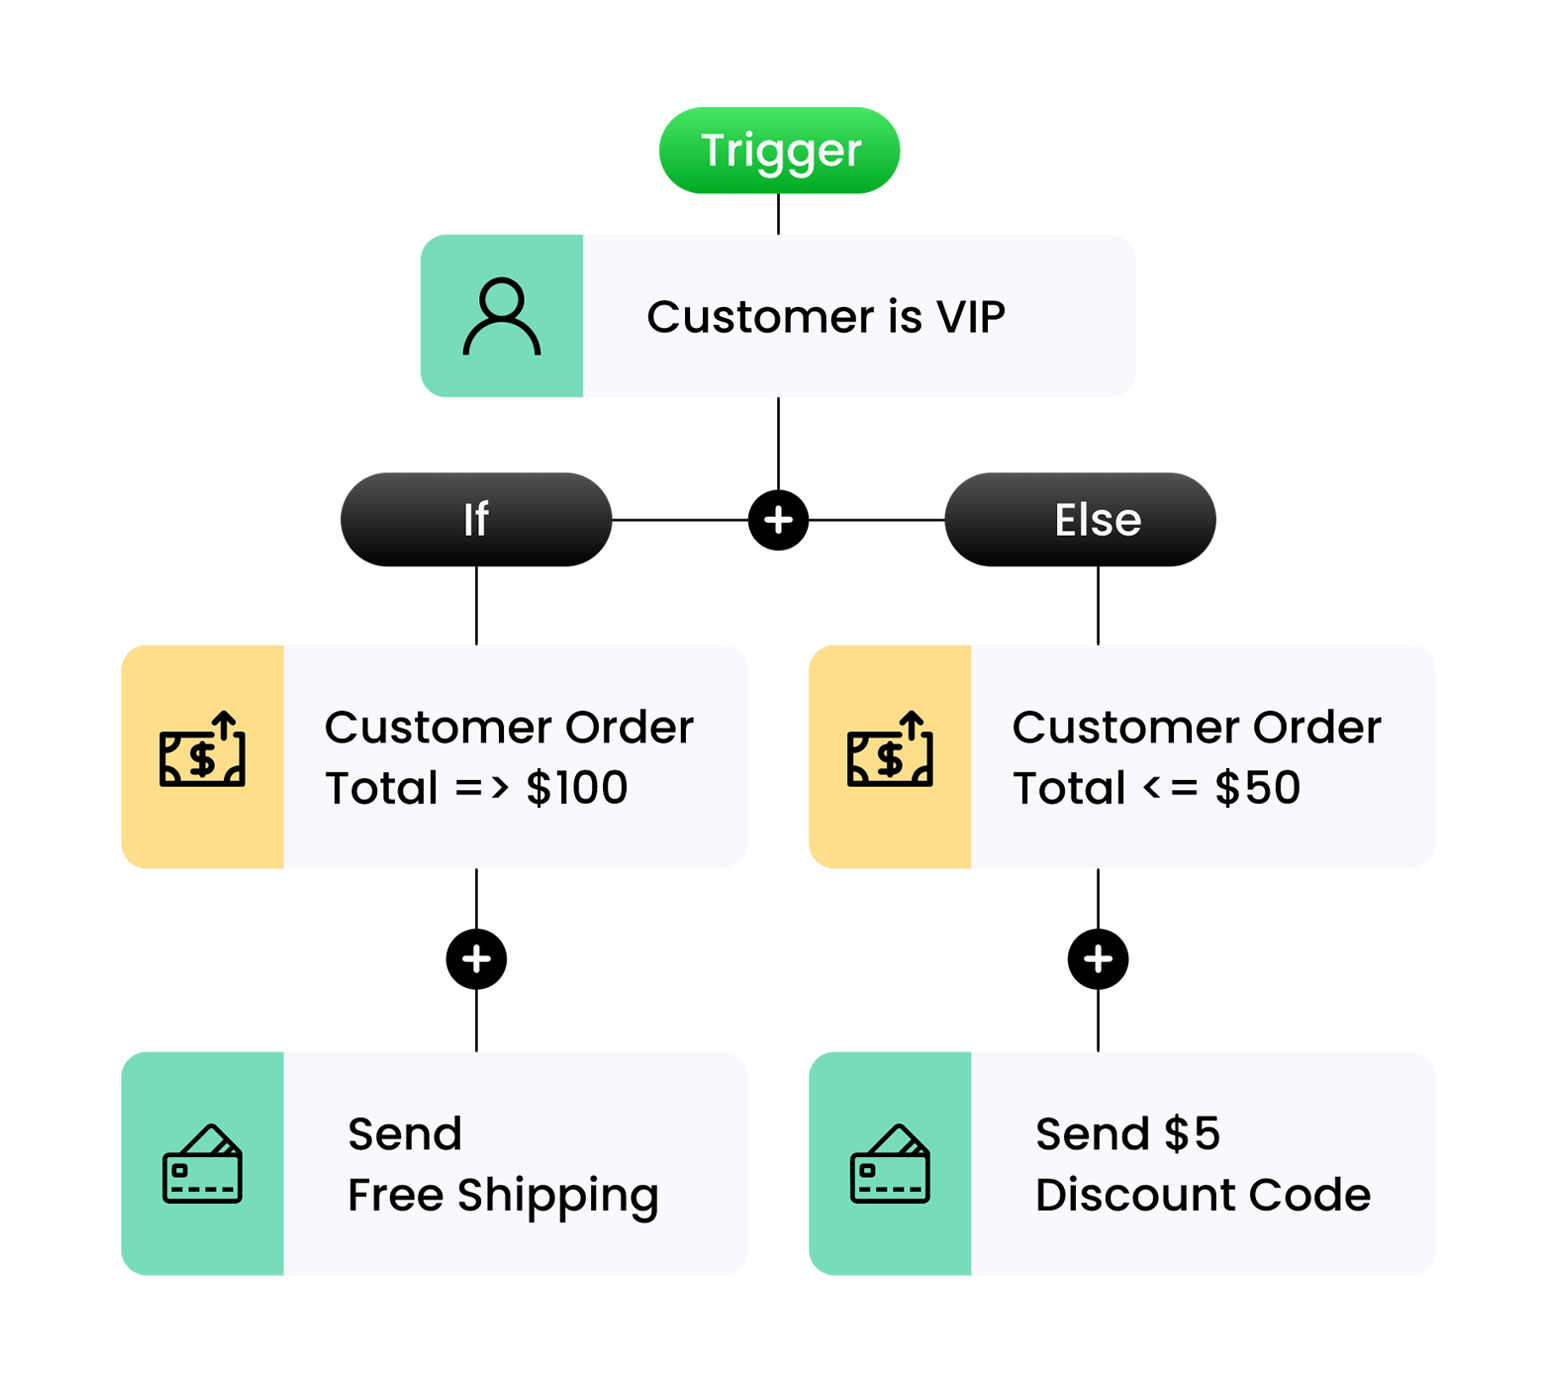 Trigger
Customer is VIP
If
Else
Customer Order
Total => $100
Customer Order
Total <= $50
Send
Free Shipping
Send $5
Discount Code